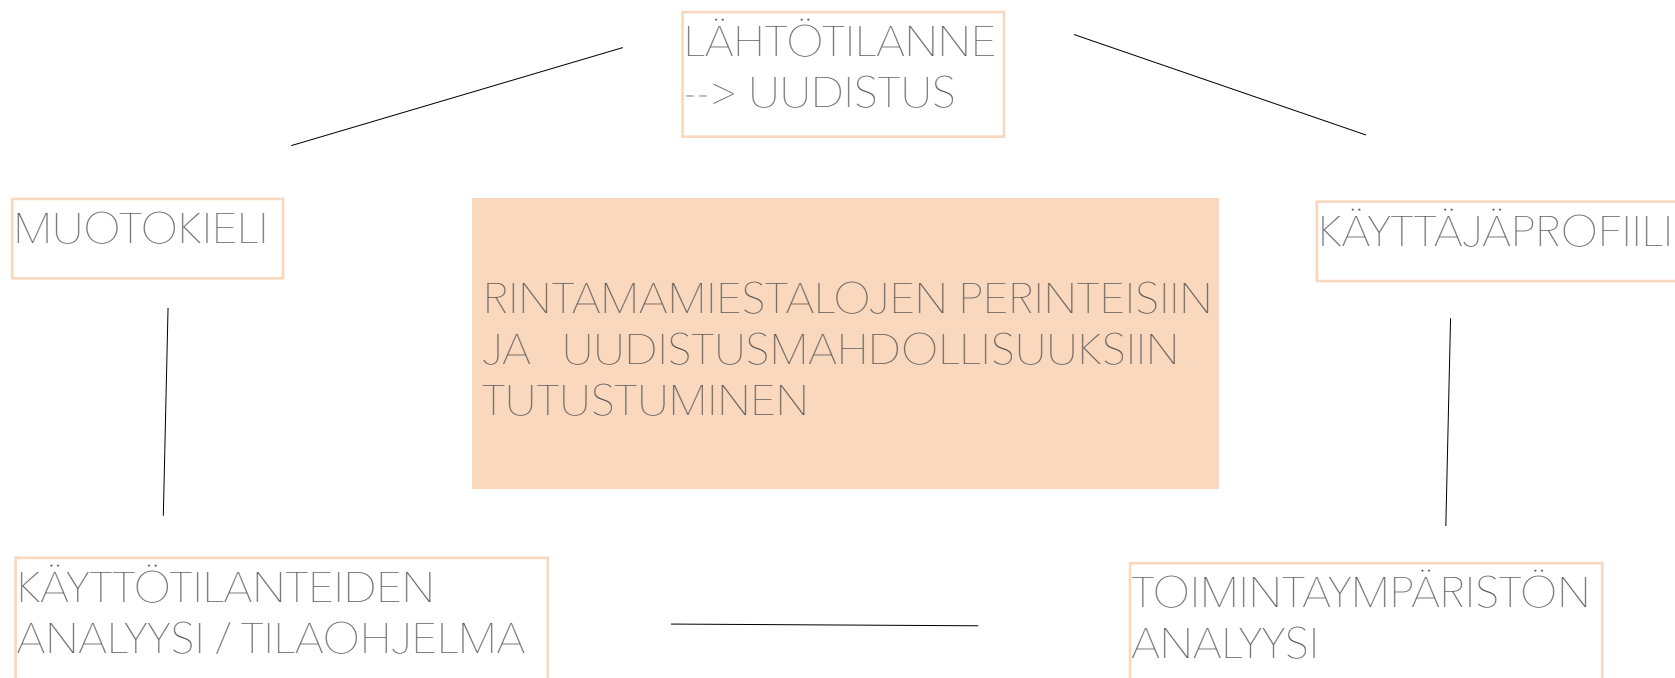 LÄHTÖTILANNE
--> UUDISTUS
MUOTOKIELI
KÄYTTÄJÄPROFIILI
RINTAMAMIESTALOJEN PERINTEISIIN
JA UUDISTUSMAHDOLLISUUKSIIN
TUTUSTUMINEN
KÄYTTÖTILANTEIDEN
ANALYYSI / TILAOHJELMA
TOIMINTAYMPÄRISTÖN
ANALYYSI